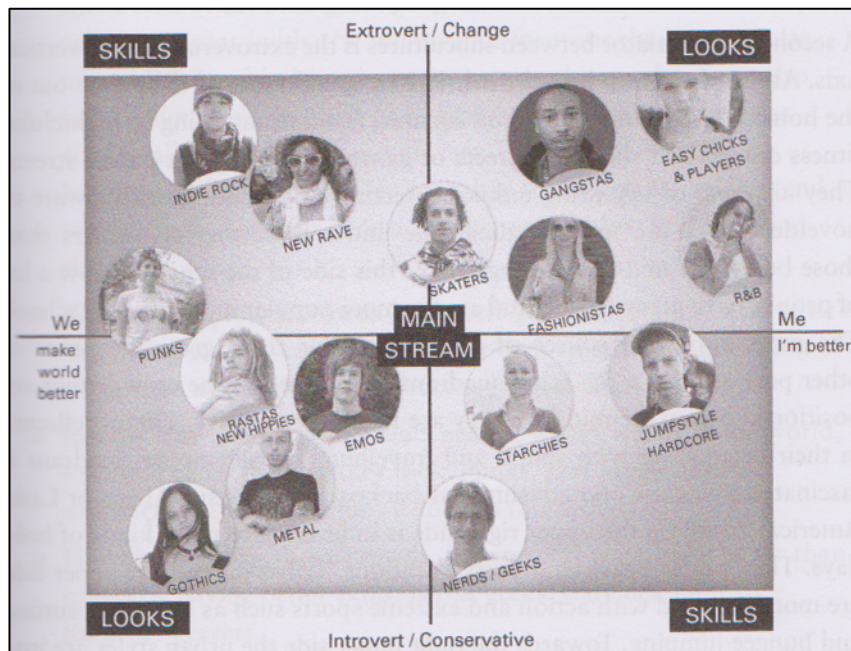 Extrovert / Change
SKILLS
LOOKS
INDIE ROCK
NEW RAVE
GANGSTAS
EASY CHICKS
& PLAYERS
SKATERS
FASHIONISTAS
R&B
PUNKS
We
MAIN
Me
make
world
better
STREAM
I'm better
RASTAS
NEW HIPPIES
EMOS
STARCHIES
JUMPSTYLE
HARDCORE
METAL
GOTHICS
NERDS / GEEKS
LOOKS
SKILLS
Introvert / Conservative